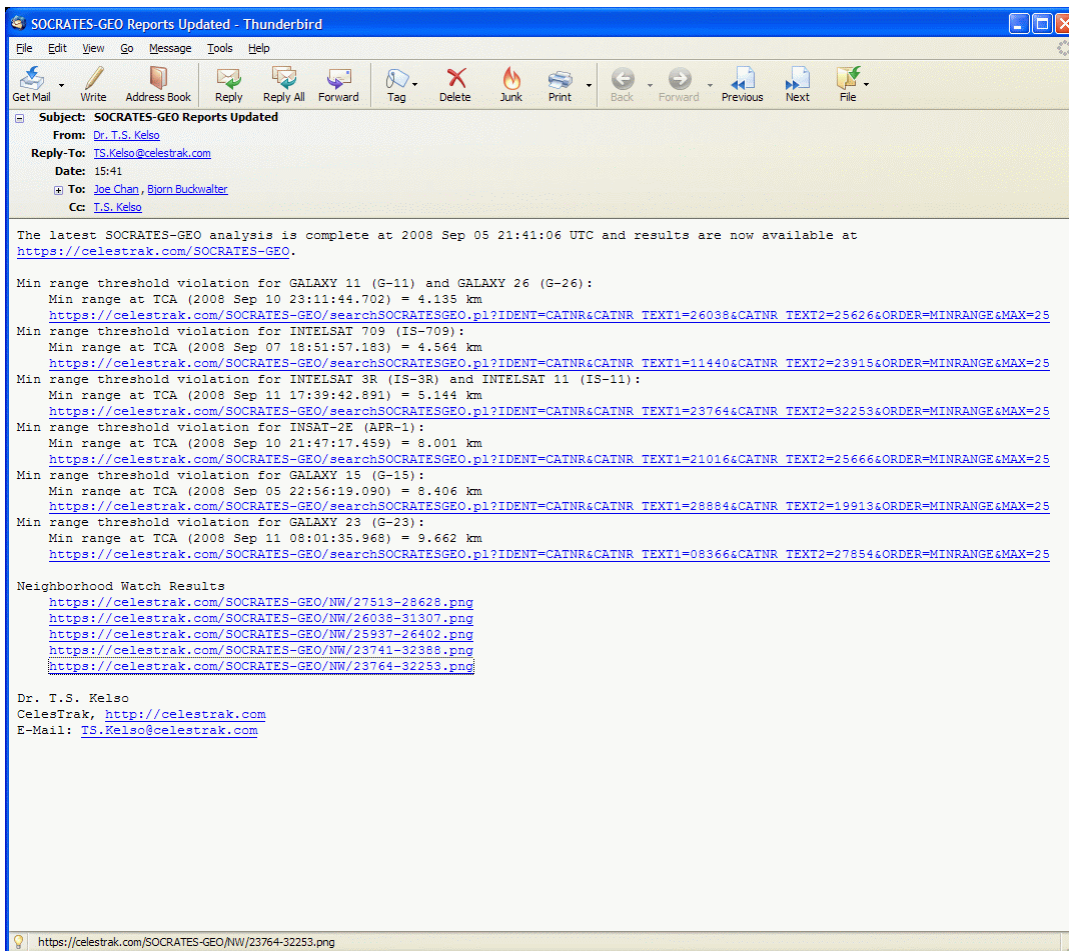 SOCRATES-GEO Reports Updated - Thunderbird
File Edit View Go Message Tools Help
Get Mail Write Address Book Reply Reply All Forward Tag Delete Junk Print Back Forward Previous Next File
Subject: SOCRATES-GEO Reports Updated
From: Dr. T.S. Kelso
Reply-To: TS.Kelso@celestrak.com
Date: 15:41
To: Joe Chan , Bjorn Buckwalter
Cc: T.S. Kelso
The latest SOCRATES-GEO analysis is complete at 2008 Sep 05 21:41:06 UTC and results are now available at
https://celestrak.com/SOCRATES-GEO.
Min range threshold violation for GALAXY 11 (G-11) and GALAXY 26 (G-26):
Min range at TCA (2008 Sep 10 23:11:44.702) = 4.135 km
https://celestrak.com/SOCRATES-GEO/searchSOCRATESGEO.pl?IDENT=CATNR&CATNR_TEXT1=26038&CATNR_TEXT2=25626&ORDER=MINRANGE&MAX=25
Min range threshold violation for INTELSAT 709 (IS-709):
Min range at TCA (2008 Sep 07 18:51:57.183) = 4.564 km
https://celestrak.com/SOCRATES-GEO/searchSOCRATESGEO.pl?IDENT=CATNR&CATNR_TEXT1=11440&CATNR_TEXT2=23915&ORDER=MINRANGE&MAX=25
Min range threshold violation for INTELSAT 3R (IS-3R) and INTELSAT 11 (IS-11):
Min range at TCA (2008 Sep 11 17:39:42.891) = 5.144 km
https://celestrak.com/SOCRATES-GEO/searchSOCRATESGEO.pl?IDENT=CATNR&CATNR_TEXT1=23764&CATNR_TEXT2=32253&ORDER=MINRANGE&MAX=25
Min range threshold violation for INSAT-2E (APR-1):
Min range at TCA (2008 Sep 10 21:47:17.459) = 8.001 km
https://celestrak.com/SOCRATES-GEO/searchSOCRATESGEO.pl?IDENT=CATNR&CATNR_TEXT1=21016&CATNR_TEXT2=25666&ORDER=MINRANGE&MAX=25
Min range threshold violation for GALAXY 15 (G-15):
Min range at TCA (2008 Sep 05 22:56:19.090) = 8.406 km
https://celestrak.com/SOCRATES-GEO/searchSOCRATESGEO.pl?IDENT=CATNR&CATNR_TEXT1=28884&CATNR_TEXT2=19913&ORDER=MINRANGE&MAX=25
Min range threshold violation for GALAXY 23 (G-23):
Min range at TCA (2008 Sep 11 08:01:35.968) = 9.662 km
https://celestrak.com/SOCRATES-GEO/searchSOCRATESGEO.pl?IDENT=CATNR&CATNR_TEXT1=08366&CATNR_TEXT2=27854&ORDER=MINRANGE&MAX=25
Neighborhood Watch Results
https://celestrak.com/SOCRATES-GEO/NW/27513-28628.png
https://celestrak.com/SOCRATES-GEO/NW/26038-31307.png
https://celestrak.com/SOCRATES-GEO/NW/25937-26402.png
https://celestrak.com/SOCRATES-GEO/NW/23741-32388.png
https://celestrak.com/SOCRATES-GEO/NW/23764-32253.png
Dr. T.S. Kelso
CelesTrak, http://celestrak.com
E-Mail: TS.Kelso@celestrak.com
https://celestrak.com/SOCRATES-GEO/NW/23764-32253.png